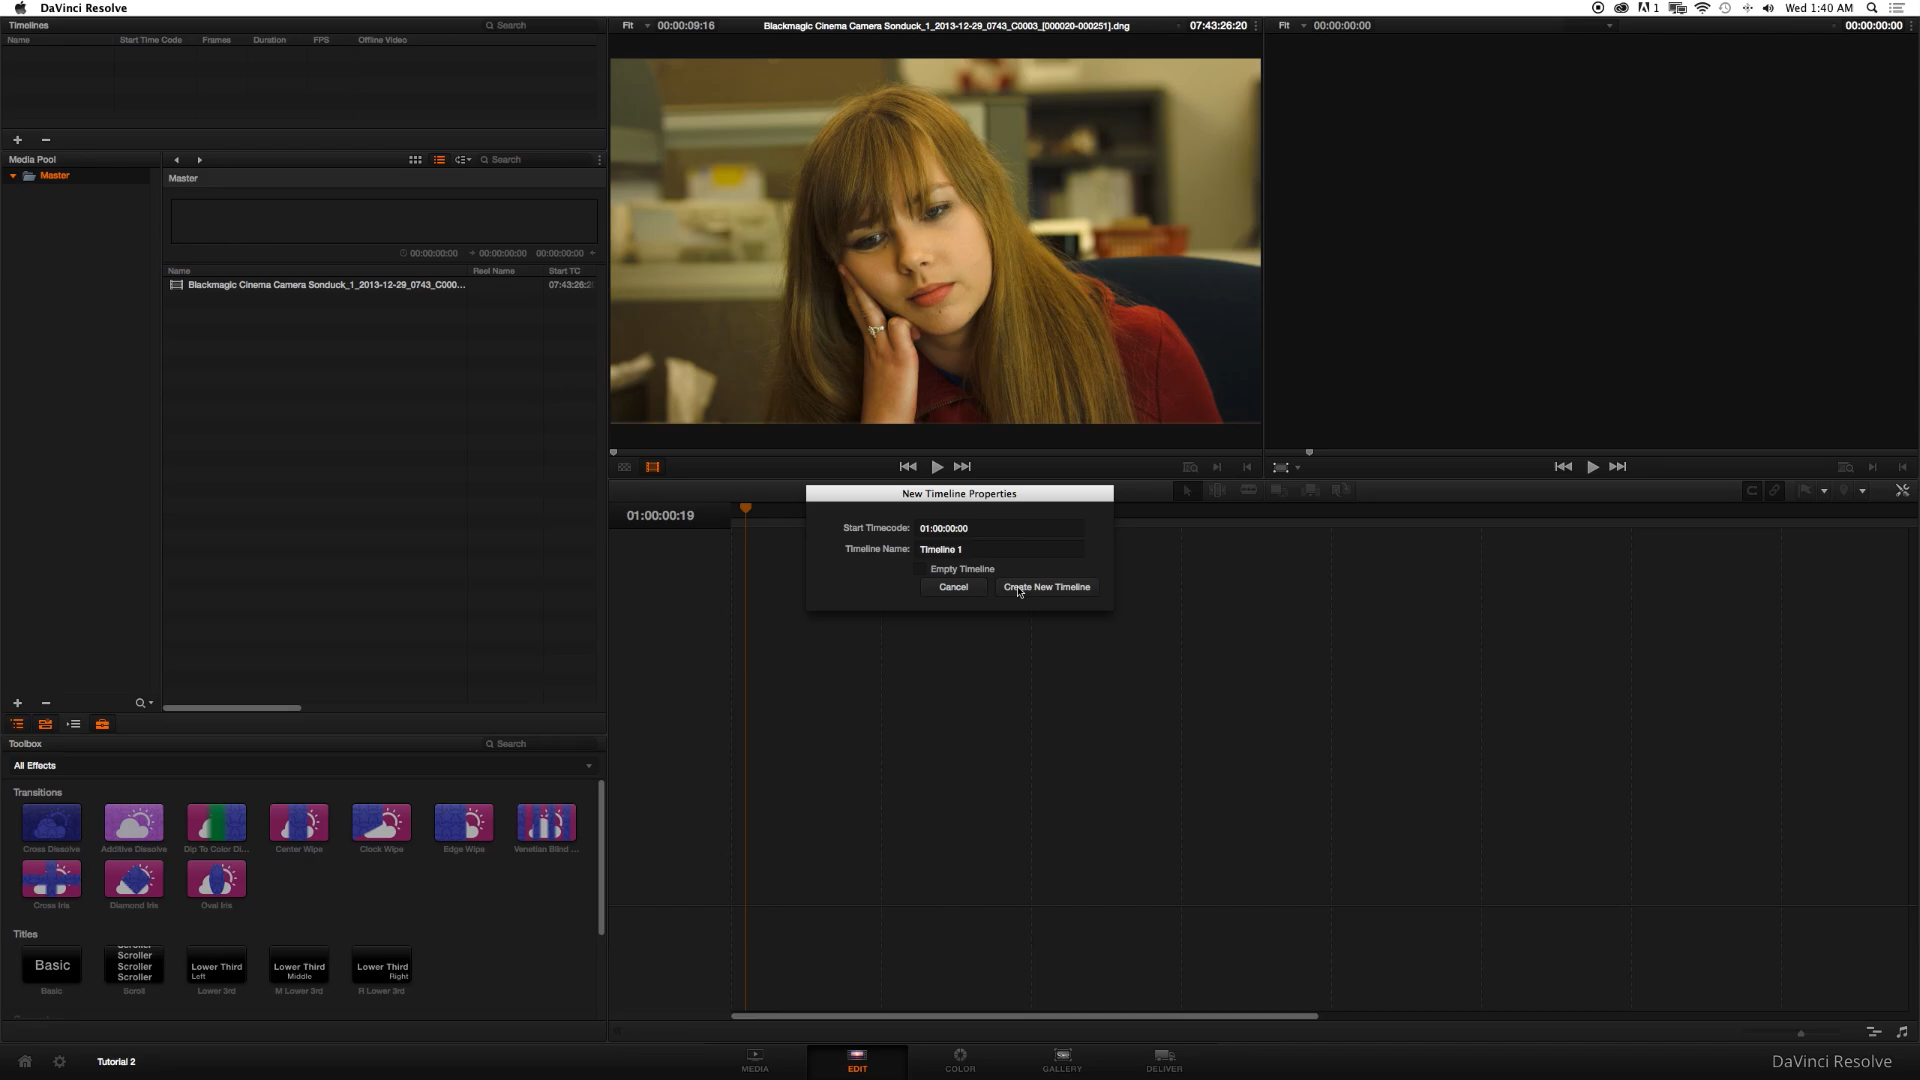 DaVinci Resolve
1
Wed 1:40 AM
Timelines
Search
Fit
00:00:09:16
Blackmagic Cinema Camera Sonduck_1_2013-12-29_0743_C0003_[000020-000251].dng
07:43:26:20
Fit
00:00:00:00
00:00:00:00
Name
Start Time Code
Frames
Duration
FPS
Offline Video
Media Pool
Search
Master
Master
00:00:00:00
00:00:00:00
00:00:00:00
Name
Reel Name
Start TC
Blackmagic Cinema Camera Sonduck_1_2013-12-29_0743_C000...
07:43:26:2
01:00:00:19
New Timeline Properties
Start Timecode:
01:00:00:00
Timeline Name:
Timeline 1
Empty Timeline
Cancel
Create New Timeline
Toolbox
Search
All Effects
Transitions
Cross Dissolve
Additive Dissolve
Dip To Color Di...
Center Wipe
Clock Wipe
Edge Wipe
Venetian Blind ...
Cross Iris
Diamond Iris
Oval Iris
Titles
Basic
Scroller
Scroller
Scroller
Scroller
Lower Third
Left
Lower Third
Middle
Lower Third
Right
Basic
Scroll
Lower 3rd
M Lower 3rd
R Lower 3rd
Tutorial 2
MEDIA
EDIT
COLOR
GALLERY
DELIVER
DaVinci Resolve